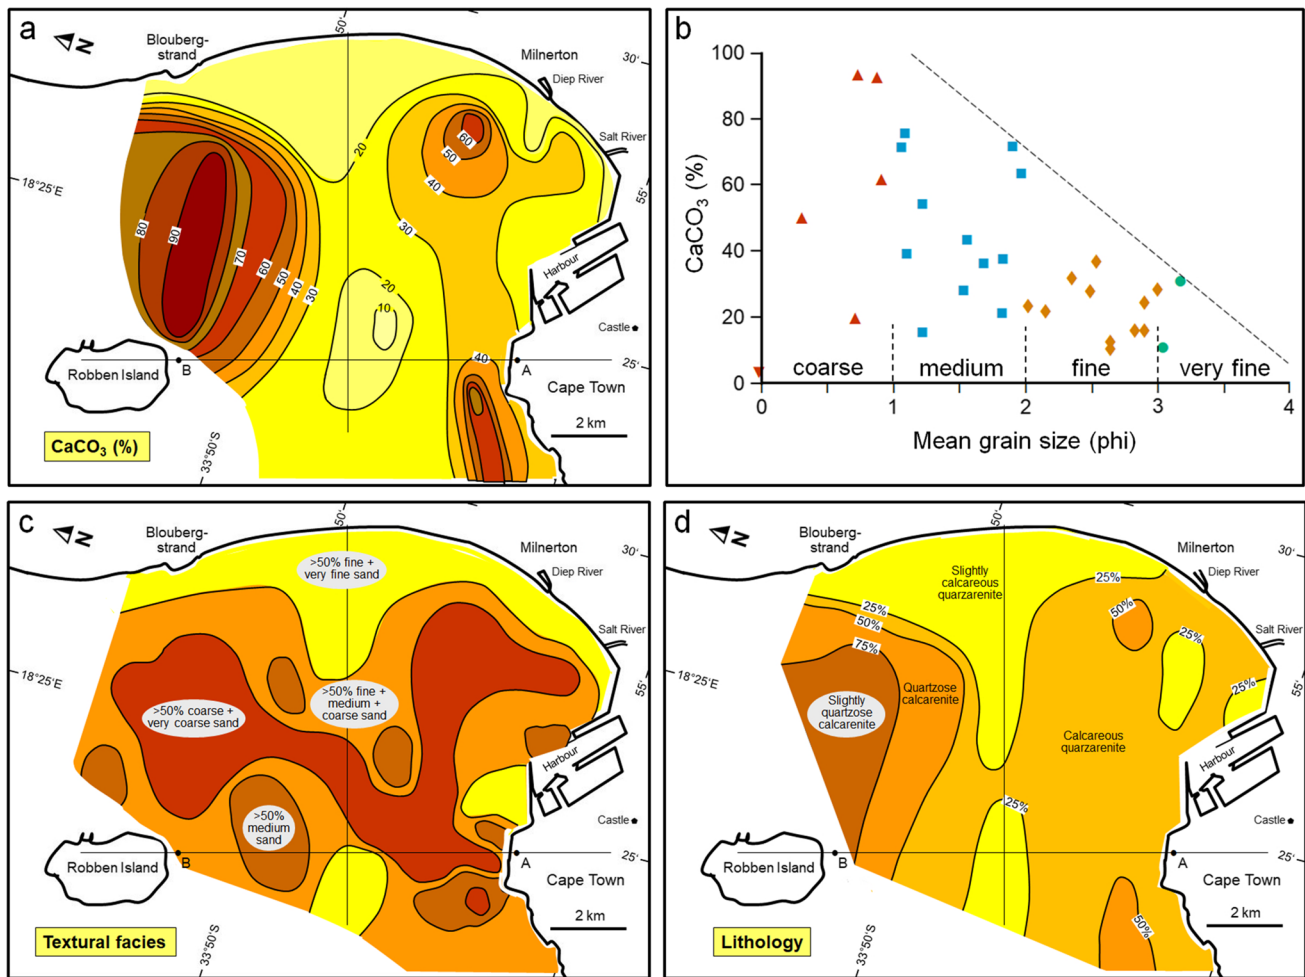 a
N
Blouberg-
strand
50'
Milnerton
30'
Diep River
Salt River
55'
18°25'E
20
60
50
40
30
80
90
70
60
50
40
30
20
10
Harbour
Castle
40
25'
Robben Island
B
A
Cape Town
2 km
CaCO₃ (%)
33°50'S
b
CaCO₃ (%)
100
80
60
40
20
0
coarse
medium
fine
very fine
0
1
2
3
4
Mean grain size (phi)
c
N
Blouberg-
strand
50'
Milnerton
30'
Diep River
Salt River
55'
18°25'E
>50% fine +
very fine sand
>50% coarse +
very coarse sand
>50% fine +
medium +
coarse sand
>50%
medium
sand
Harbour
Castle
25'
Robben Island
B
A
Cape Town
2 km
Textural facies
33°50'S
d
N
Blouberg-
strand
50'
Milnerton
30'
Diep River
Salt River
55'
18°25'E
Slightly
calcareous
quarzarenite
25%
25%
50%
75%
50%
25%
25%
Slightly
quartzose
calcarenite
Quartzose
calcarenite
Calcareous
quarzarenite
Harbour
25%
Castle
25'
Robben Island
B
A
Cape Town
2 km
50%
Lithology
33°50'S